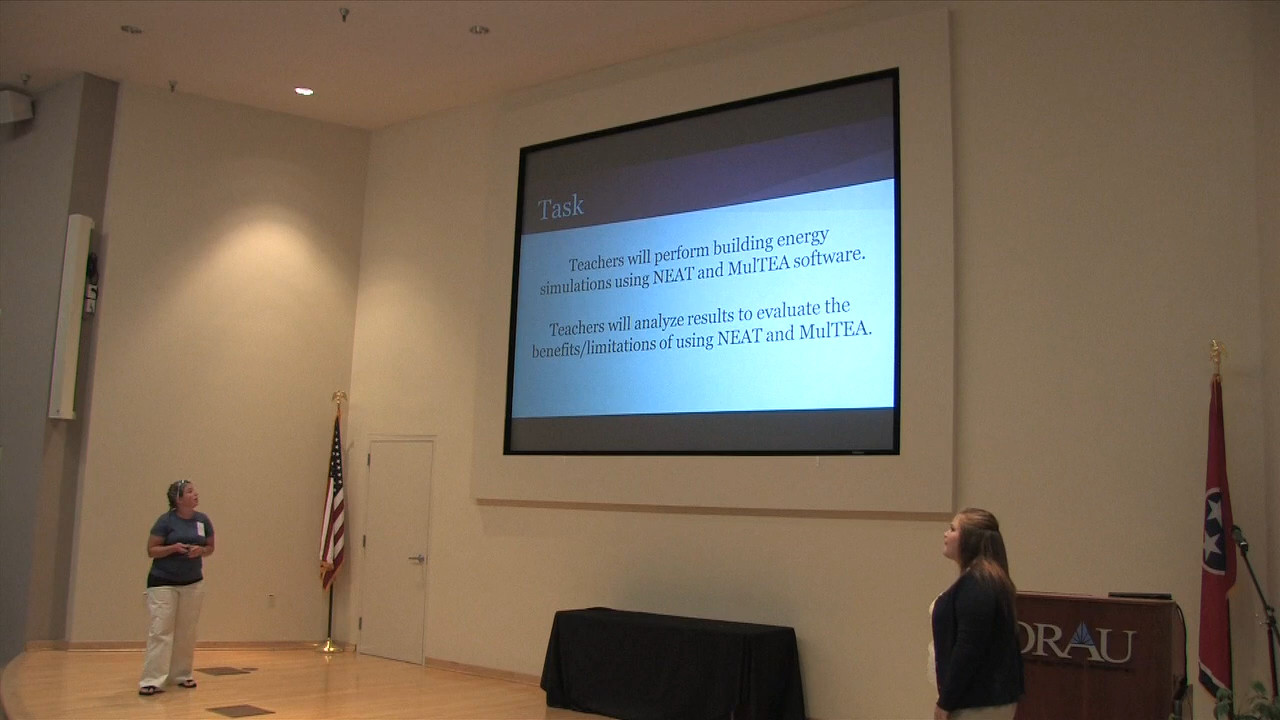 Task
Teachers will perform building energy
simulations using NEAT and MulTEA software.
Teachers will analyze results to evaluate the
benefits/limitations of using NEAT and MulTEA.
ORAU